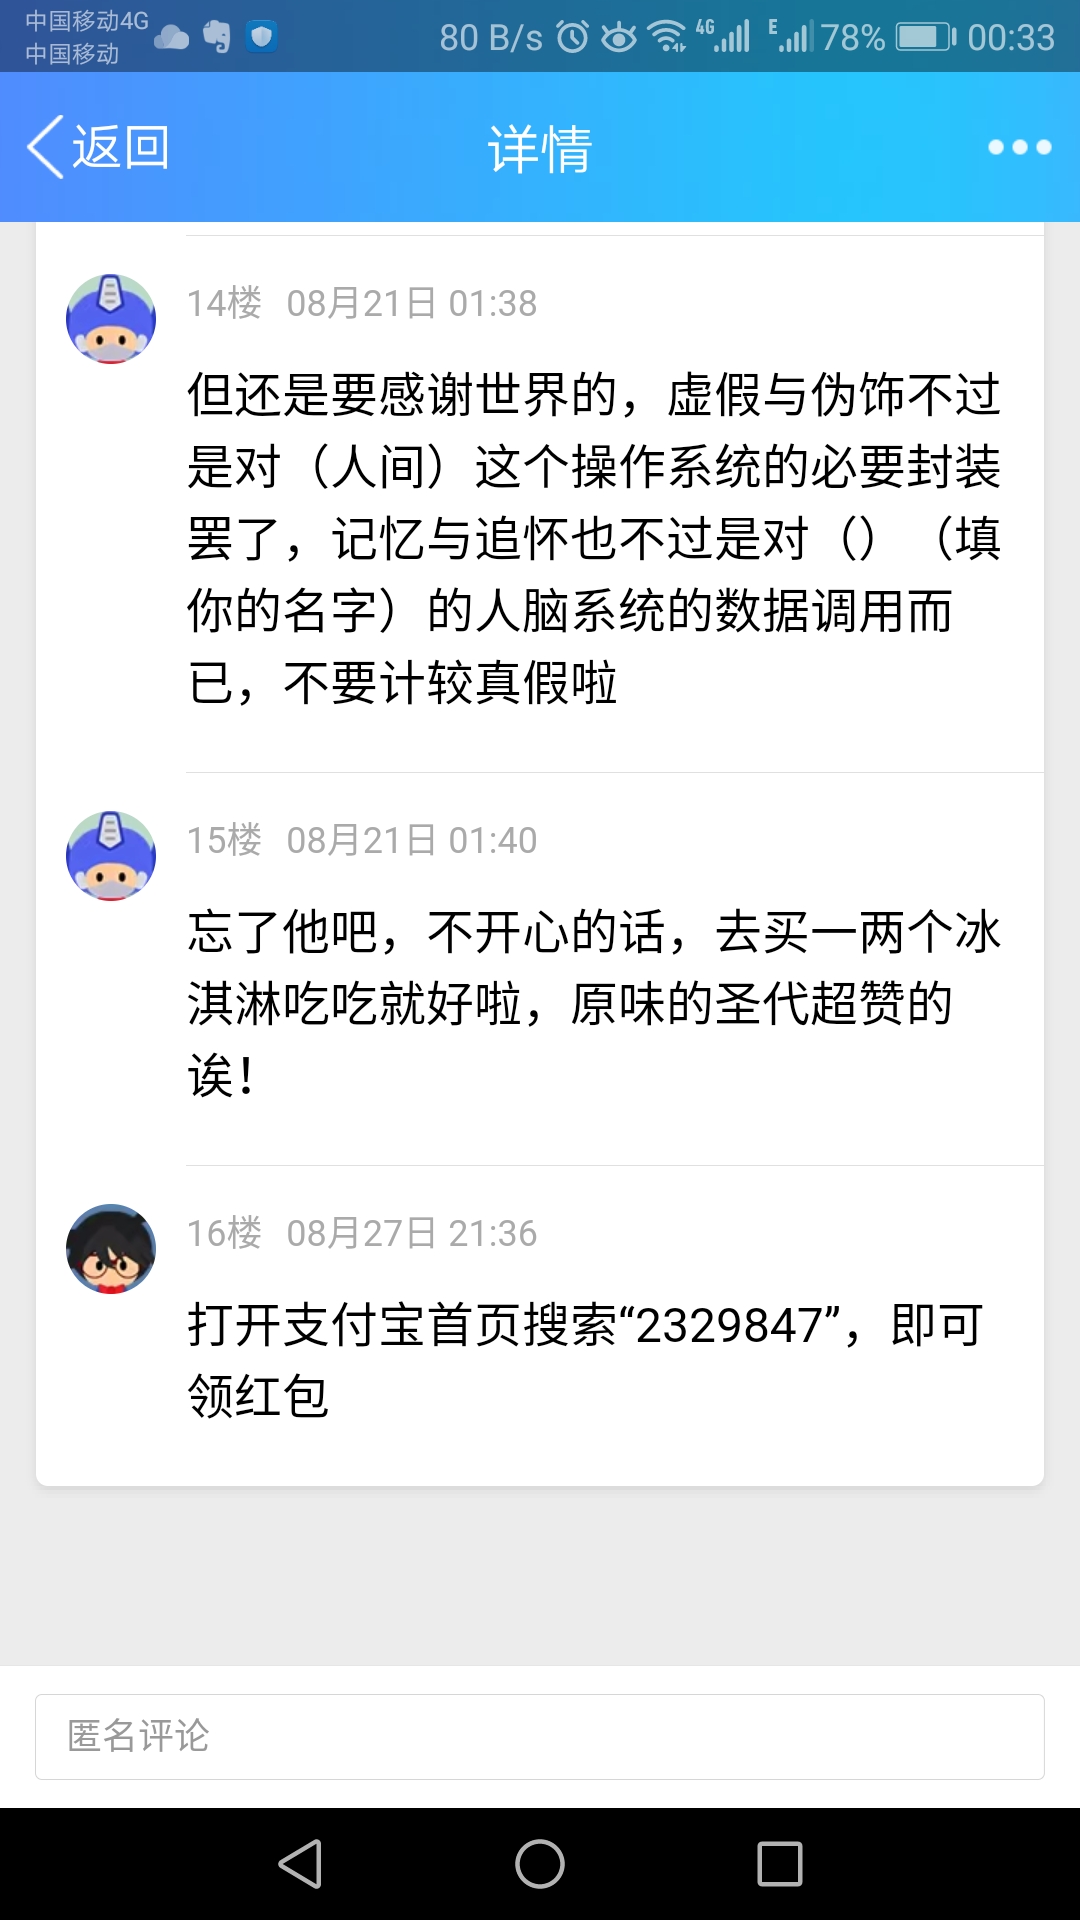 中国移动4G
中国移动
80 B/s
4G
E
78%
00:33
返回
详情
14楼 08月21日 01:38
但还是要感谢世界的，虚假与伪饰不过
是对（人间）这个操作系统的必要封装
罢了，记忆与追怀也不过是对（）（填
你的名字）的人脑系统的数据调用而
已，不要计较真假啦
15楼 08月21日 01:40
忘了他吧，不开心的话，去买一两个冰
淇淋吃吃就好啦，原味的圣代超赞的
诶！
16楼 08月27日 21:36
打开支付宝首页搜索“2329847”，即可
领红包
匿名评论